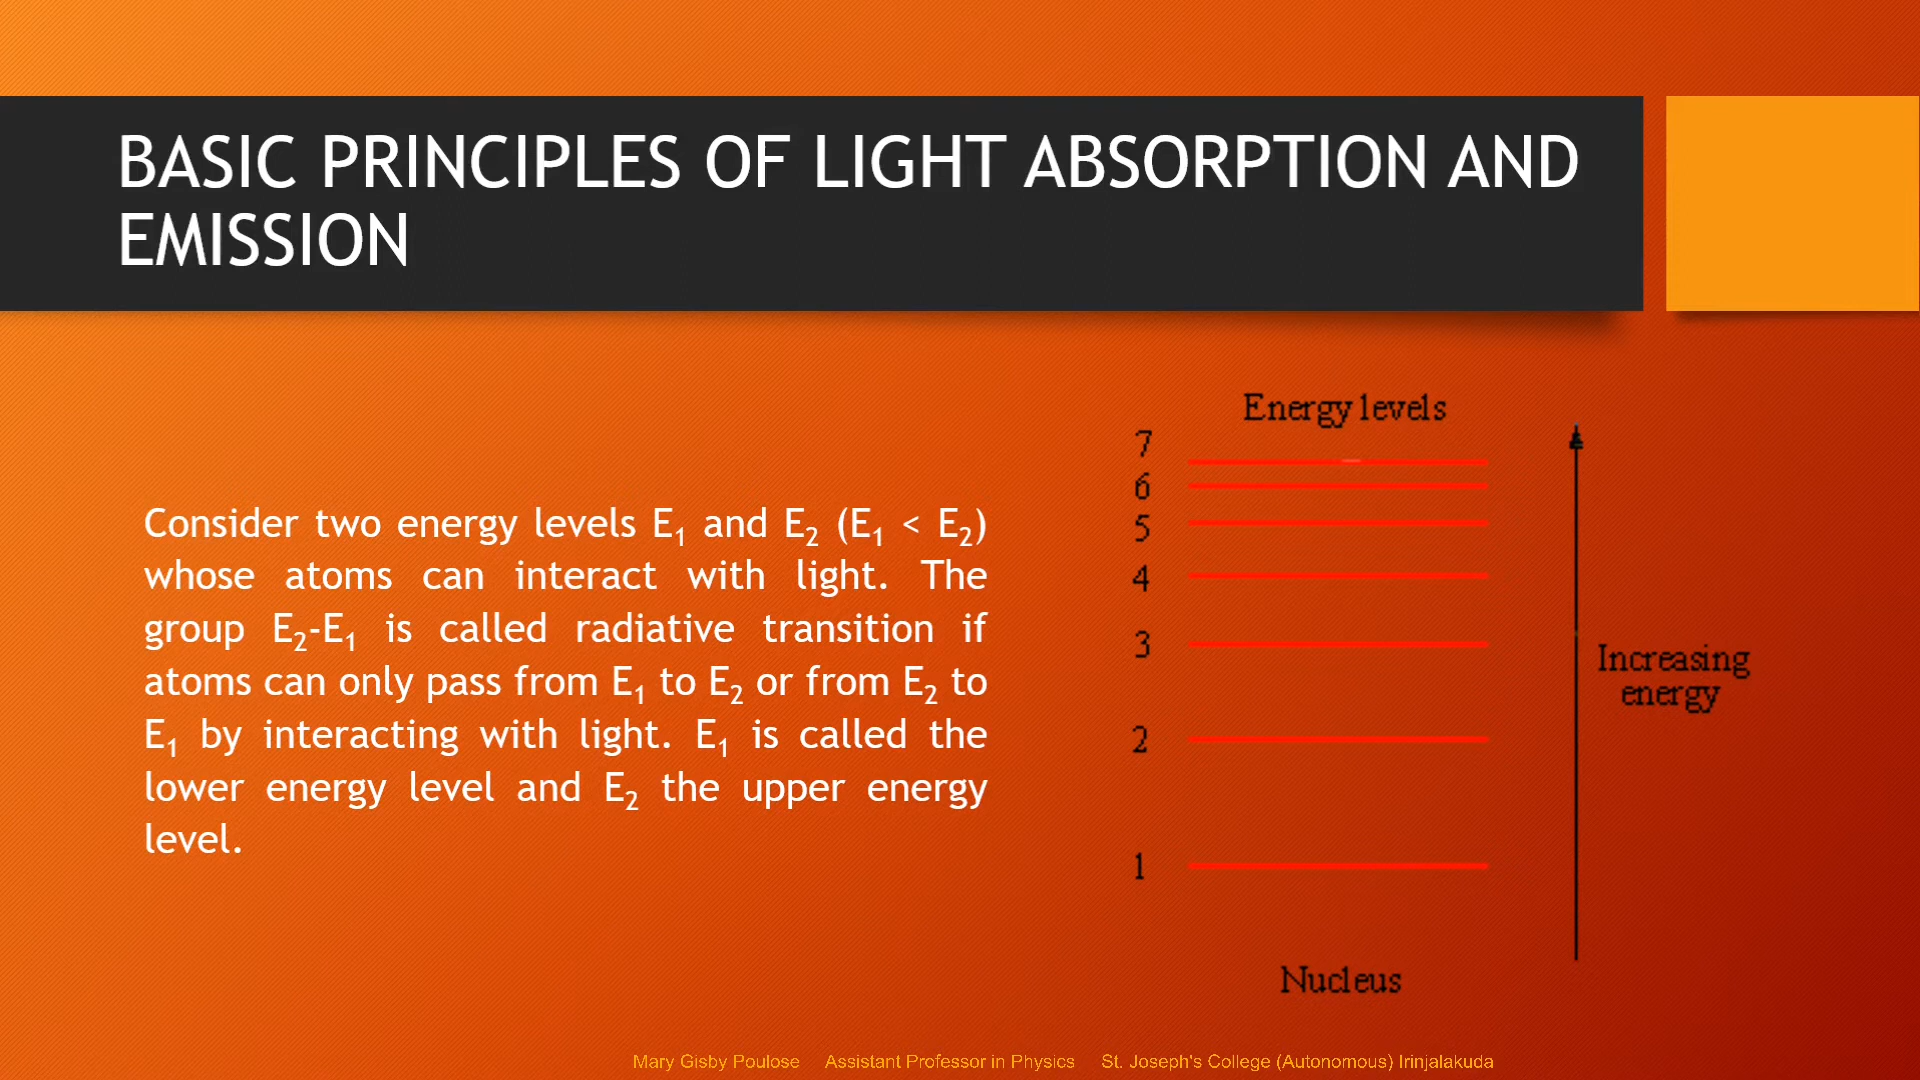 BASIC PRINCIPLES OF LIGHT ABSORPTION AND
EMISSION
Consider two energy levels E₁ and E₂ (E₁ < E₂)
whose atoms can interact with light. The
group E₂-E₁ is called radiative transition if
atoms can only pass from E₁ to E₂ or from E₂ to
E₁ by interacting with light. E₁ is called the
lower energy level and E₂ the upper energy
level.
Energy levels
7
6
5
4
3
2
1
Increasing
energy
Nucleus
Mary Gisby Poulose Assistant Professor in Physics St. Joseph's College (Autonomous) Irinjalakuda